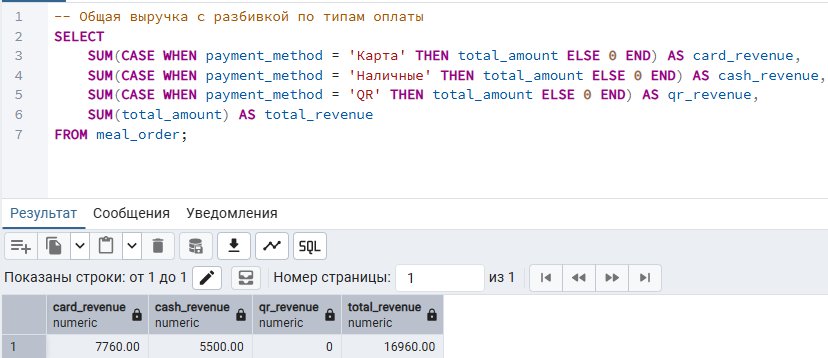 1 -- Общая выручка с разбивкой по типам оплаты
2 SELECT
3 SUM(CASE WHEN payment_method = 'Карта' THEN total_amount ELSE 0 END) AS card_revenue,
4 SUM(CASE WHEN payment_method = 'Наличные' THEN total_amount ELSE 0 END) AS cash_revenue,
5 SUM(CASE WHEN payment_method = 'QR' THEN total_amount ELSE 0 END) AS qr_revenue,
6 SUM(total_amount) AS total_revenue
7 FROM meal_order;
Результат Сообщения Уведомления
SQL
Показаны строки: от 1 до 1 Номер страницы: 1 из 1
card_revenue cash_revenue qr_revenue total_revenue
numeric numeric numeric numeric
1 7760.00 5500.00 0 16960.00